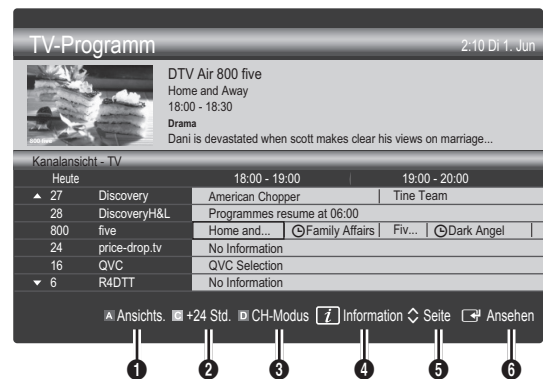 TV-Programm 2:10 Di 1. Jun
DTV Air 800 five
Home and Away
18:00 - 18:30
Drama
Dani is devastated when scott makes clear his views on marriage...
800 five
Kanalansicht - TV
Heute 18:00 - 19:00 19:00 - 20:00
▲ 27 Discovery American Chopper Tine Team
28 DiscoveryH&L Programmes resume at 06:00
800 five Home and... Family Affairs Fiv... Dark Angel
24 price-drop.tv No Information
16 QVC QVC Selection
▼ 6 R4DTT No Information
A Ansichts. C +24 Std. D CH-Modus i Information Seite Ansehen
1 2 3 4 5 6